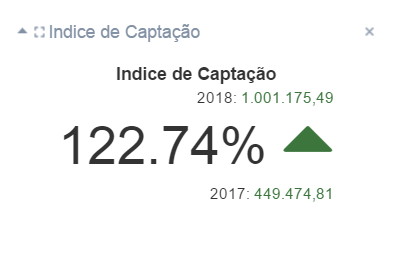 Indice de Captação
Indice de Captação
2018: 1.001.175,49
122.74%
2017: 449.474,81